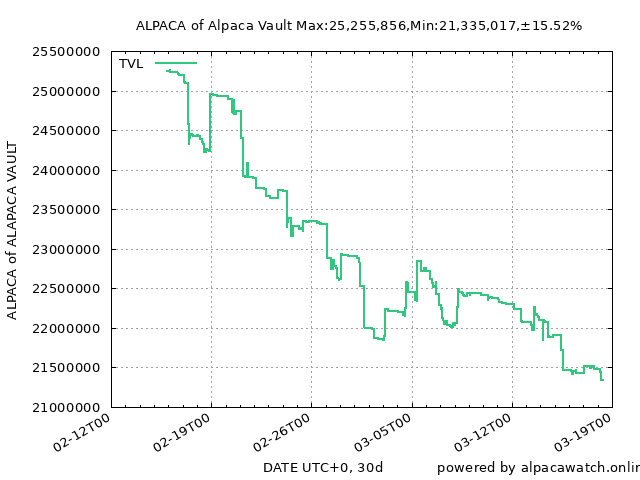 ALPACA of Alpaca Vault Max:25,255,856,Min:21,335,017,±15.52%
TVL
25500000
25000000
24500000
24000000
23500000
23000000
22500000
22000000
21500000
21000000
ALPACA of ALAPACA VAULT
02-12T00
02-19T00
02-26T00
03-05T00
03-12T00
03-19T00
DATE UTC+0, 30d
powered by alpacawatch.onlin